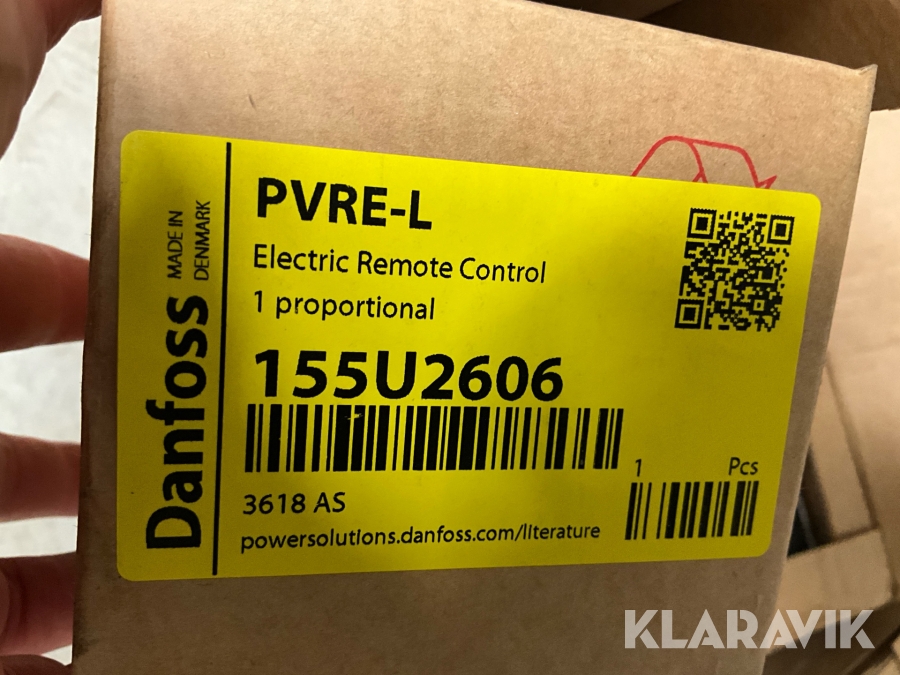 Danfoss
MADE IN
DENMARK
PVRE-L
Electric Remote Control
1 proportional
155U2606
3618 AS
powersolutions.danfoss.com/literature
1 Pcs
KLARAVIK